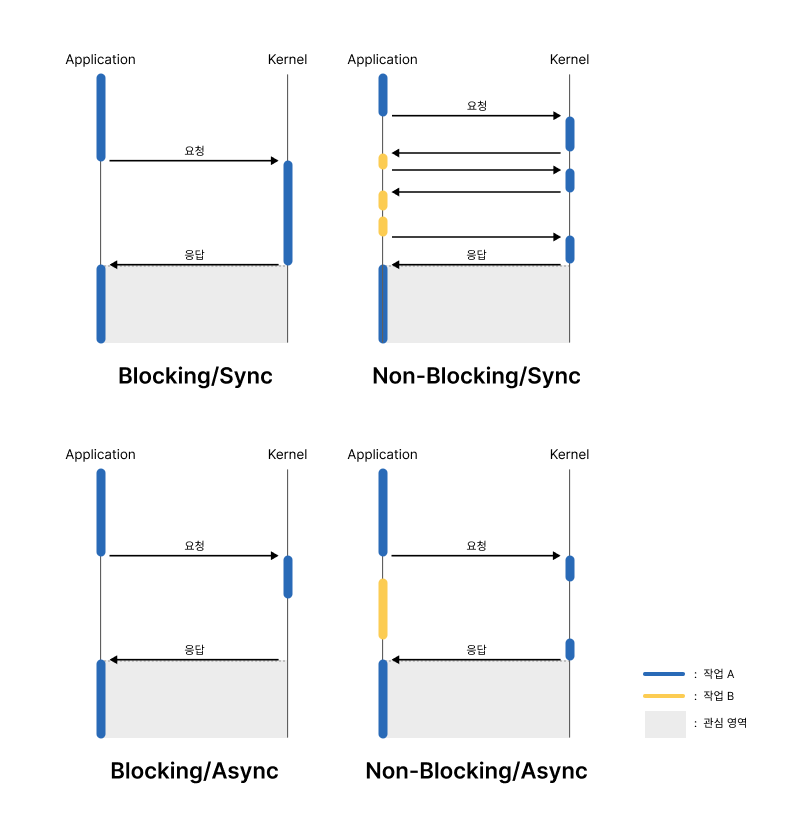 Application Kernel
요청
응답
Blocking/Sync
Application Kernel
요청
응답
Non-Blocking/Sync
Application Kernel
요청
응답
Blocking/Async
Application Kernel
요청
응답
Non-Blocking/Async
: 작업 A
: 작업 B
: 관심 영역